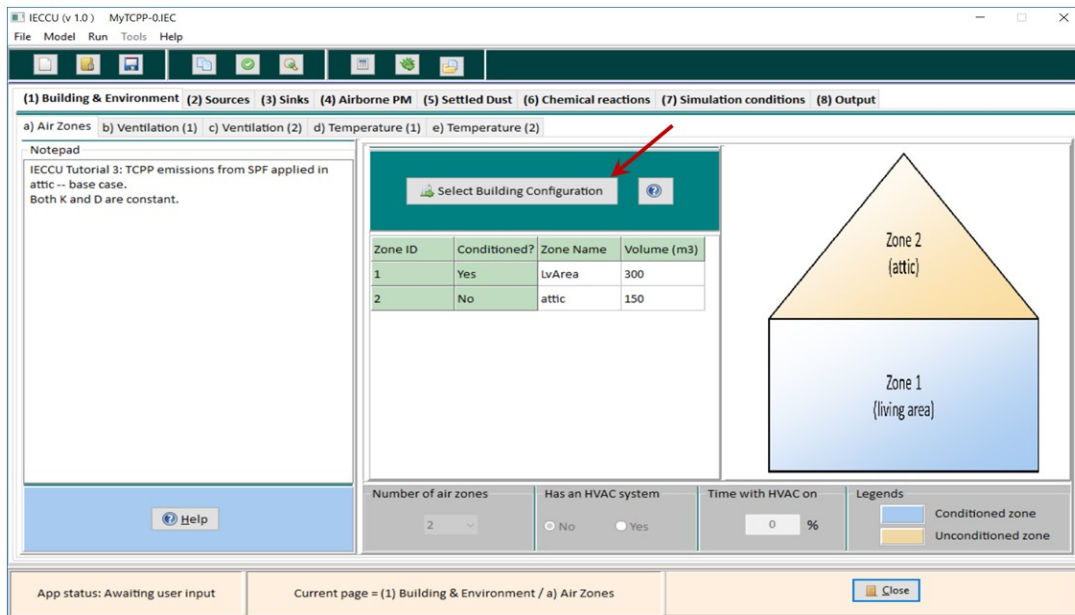 IECCU (v 1.0 ) MyTCPP-0.IEC
File Model Run Tools Help
(1) Building & Environment (2) Sources (3) Sinks (4) Airborne PM (5) Settled Dust (6) Chemical reactions (7) Simulation conditions (8) Output
a) Air Zones b) Ventilation (1) c) Ventilation (2) d) Temperature (1) e) Temperature (2)
Notepad
IECCU Tutorial 3: TCPP emissions from SPF applied in
attic -- base case.
Both K and D are constant.
Help
Select Building Configuration
Zone ID Conditioned? Zone Name Volume (m3)
1 Yes LvArea 300
2 No attic 150
Zone 2
(attic)
Zone 1
(living area)
Number of air zones
2
Has an HVAC system
No Yes
Time with HVAC on
0 %
Legends
Conditioned zone
Unconditioned zone
App status: Awaiting user input
Current page = (1) Building & Environment / a) Air Zones
Close